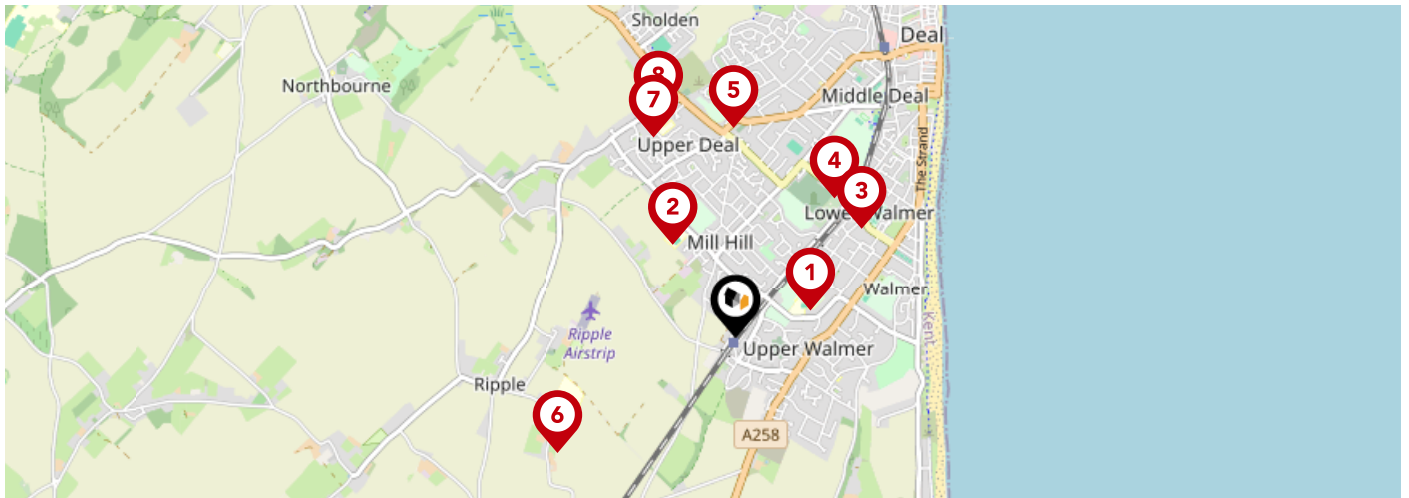 Sholden
Deal
Northbourne
8
7
5
Middle Deal
Upper Deal
The Strand
4
3
2
Lower Walmer
Mill Hill
1
Walmer
Kent
Ripple
Airstrip
Upper Walmer
Ripple
6
A258